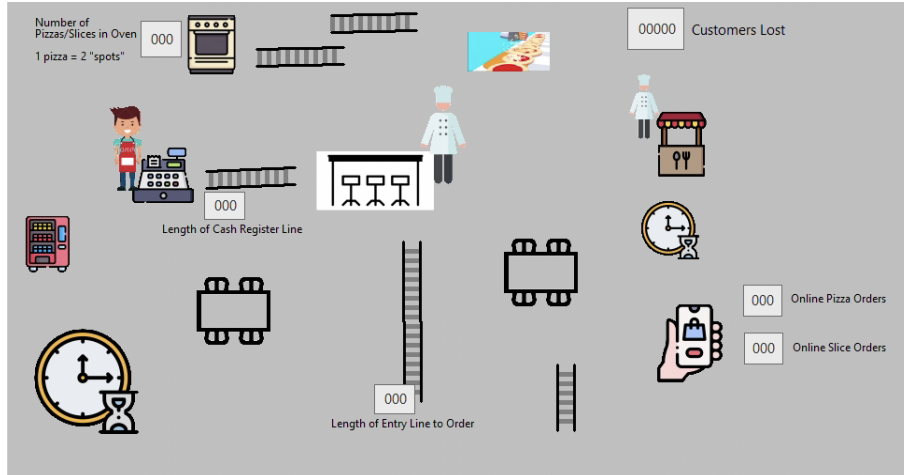 Number of
Pizzas/Slices in Oven
000
1 pizza = 2 "spots"
00000
Customers Lost
000
Length of Cash Register Line
000
Online Pizza Orders
000
Online Slice Orders
000
Length of Entry Line to Order